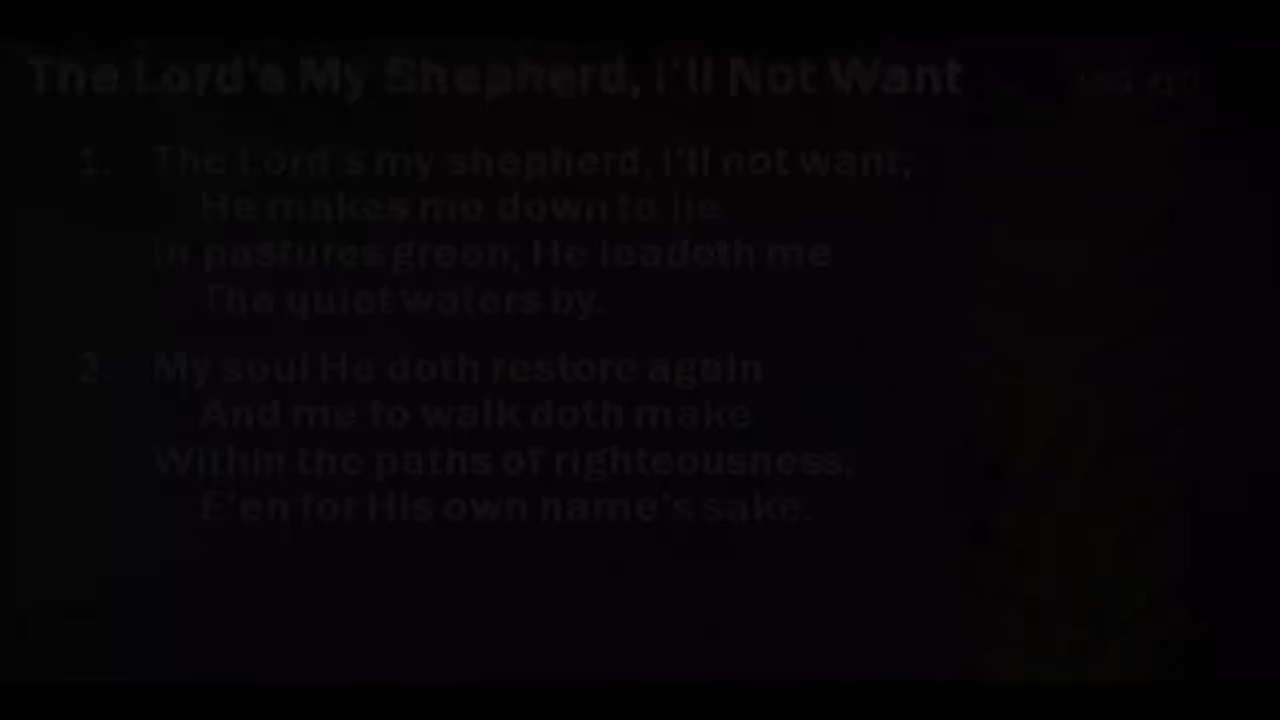 The Lord's My Shepherd, I'll Not Want
1. The Lord's my shepherd, I'll not want;
He makes me down to lie
In pastures green; He leadeth me
The quiet waters by.
2. My soul He doth restore again
And me to walk doth make
Within the paths of righteousness,
E'en for His own name's sake.